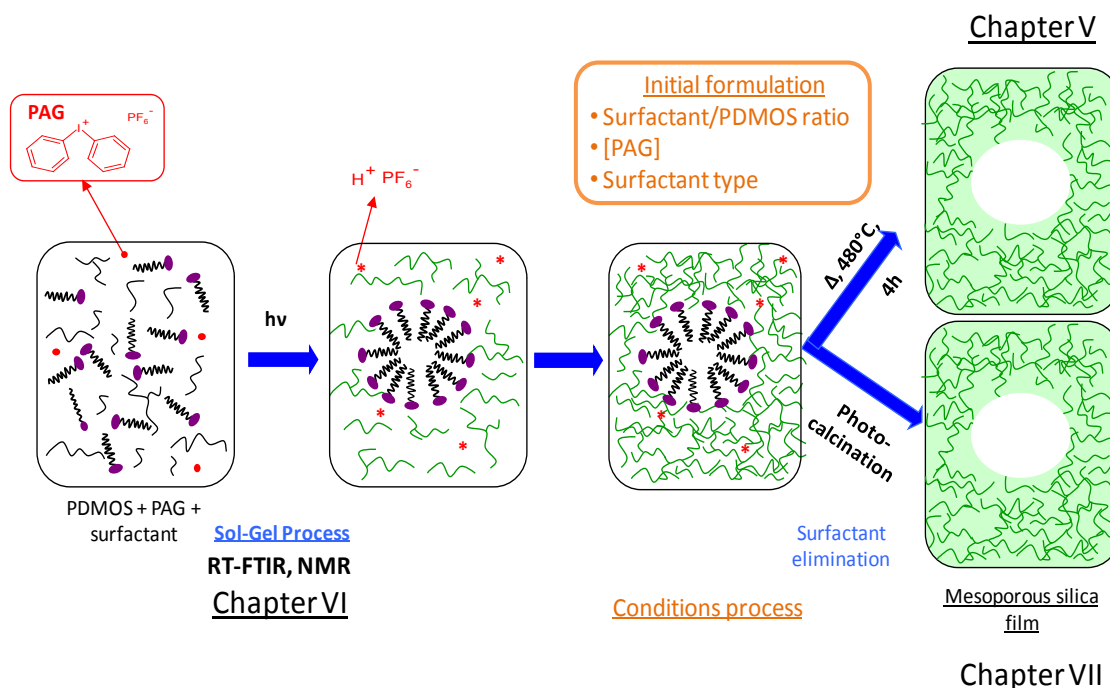 Chapter V
PAG
I+
PF6−
Initial formulation
• Surfactant/PDMOS ratio
• [PAG]
• Surfactant type
H+ PF6−
*
*
*
*
*
*
*
*
*
*
hν
Δ, 480°C,
4h
Photo-
calcination
PDMOS + PAG +
surfactant
Sol-Gel Process
RT-FTIR, NMR
Chapter VI
Surfactant
elimination
Conditions process
Mesoporous silica
film
Chapter VII